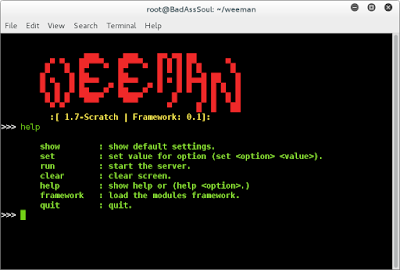 root@BadAssSoul: ~/weeman
File Edit View Search Terminal Help
WEEMAN
:[ 1.7-Scratch | Framework: 0.1]:
>>> help
show : show default settings.
set : set value for option (set <option> <value>).
run : start the server.
clear : clear screen.
help : show help or (help <option>.)
framework : load the modules framework.
quit : quit.
>>>